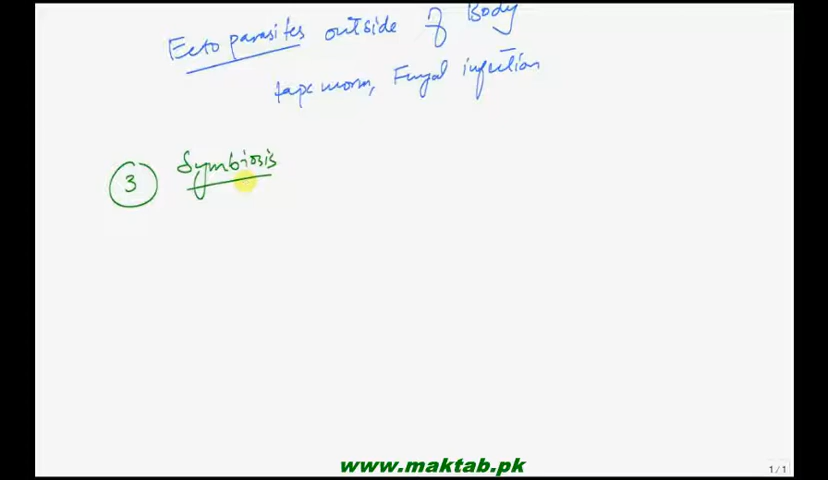 Ecto parasites outside of Body
tape worm, Fungal infection
3 Symbiosis
www.maktab.pk
1/1